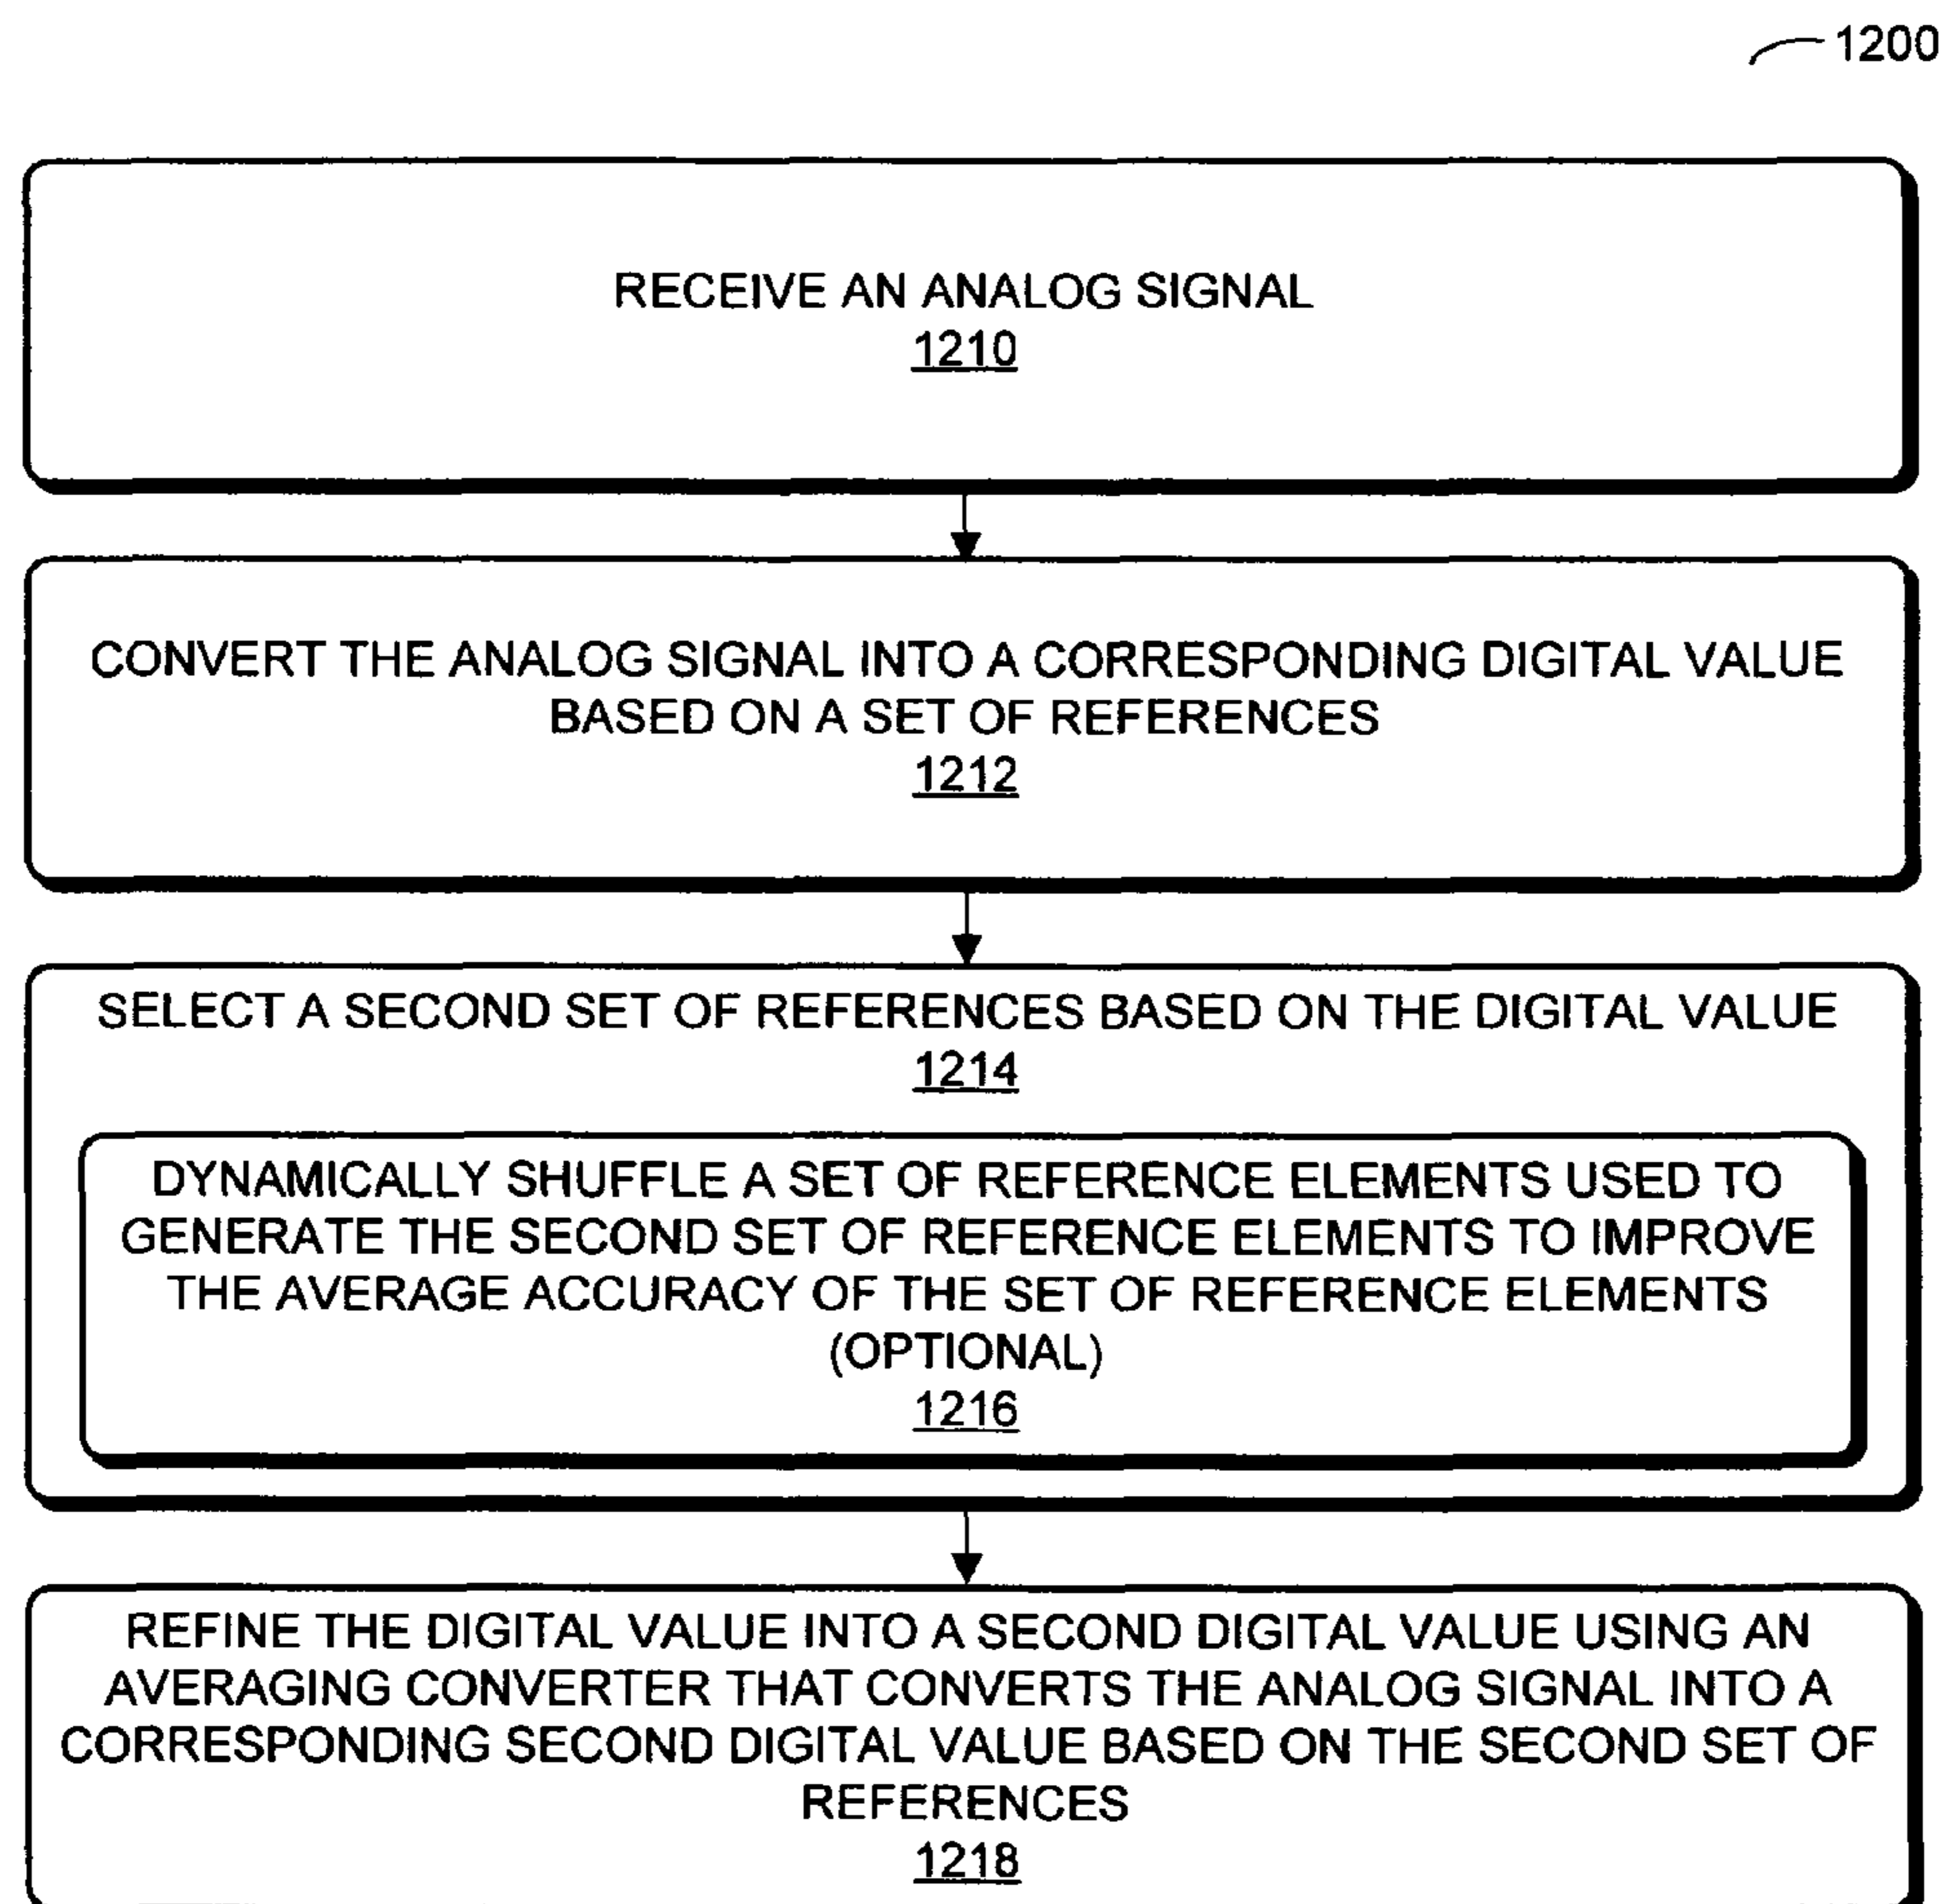 1200
RECEIVE AN ANALOG SIGNAL
1210
CONVERT THE ANALOG SIGNAL INTO A CORRESPONDING DIGITAL VALUE
BASED ON A SET OF REFERENCES
1212
SELECT A SECOND SET OF REFERENCES BASED ON THE DIGITAL VALUE
1214
DYNAMICALLY SHUFFLE A SET OF REFERENCE ELEMENTS USED TO
GENERATE THE SECOND SET OF REFERENCE ELEMENTS TO IMPROVE
THE AVERAGE ACCURACY OF THE SET OF REFERENCE ELEMENTS
(OPTIONAL)
1216
REFINE THE DIGITAL VALUE INTO A SECOND DIGITAL VALUE USING AN
AVERAGING CONVERTER THAT CONVERTS THE ANALOG SIGNAL INTO A
CORRESPONDING SECOND DIGITAL VALUE BASED ON THE SECOND SET OF
REFERENCES
1218